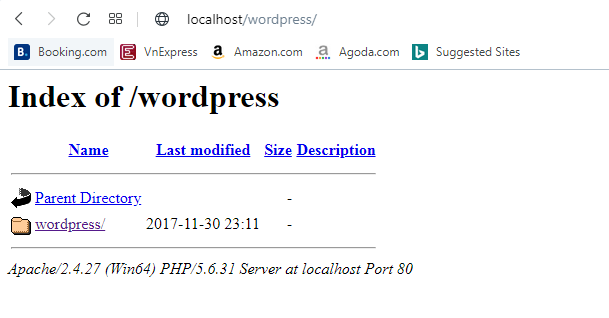 localhost/wordpress/
B. Booking.com E VnExpress a Amazon.com a Agoda.com b Suggested Sites
Index of /wordpress
Name Last modified Size Description
Parent Directory -
wordpress/ 2017-11-30 23:11 -
Apache/2.4.27 (Win64) PHP/5.6.31 Server at localhost Port 80